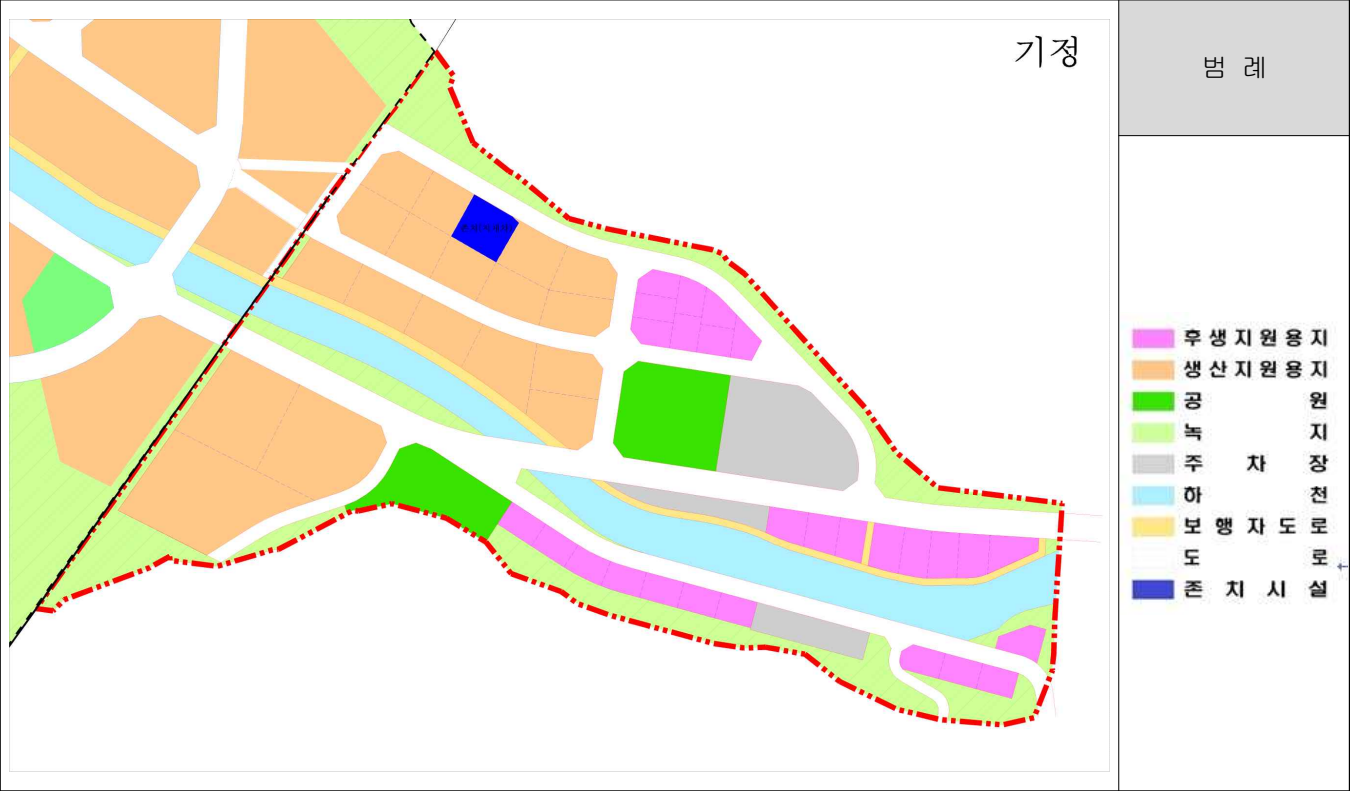 기정
범 례
후생지원용지
생산지원용지
공 원
녹 지
주 차 장
하 천
보행자도로
도 로
존치시설